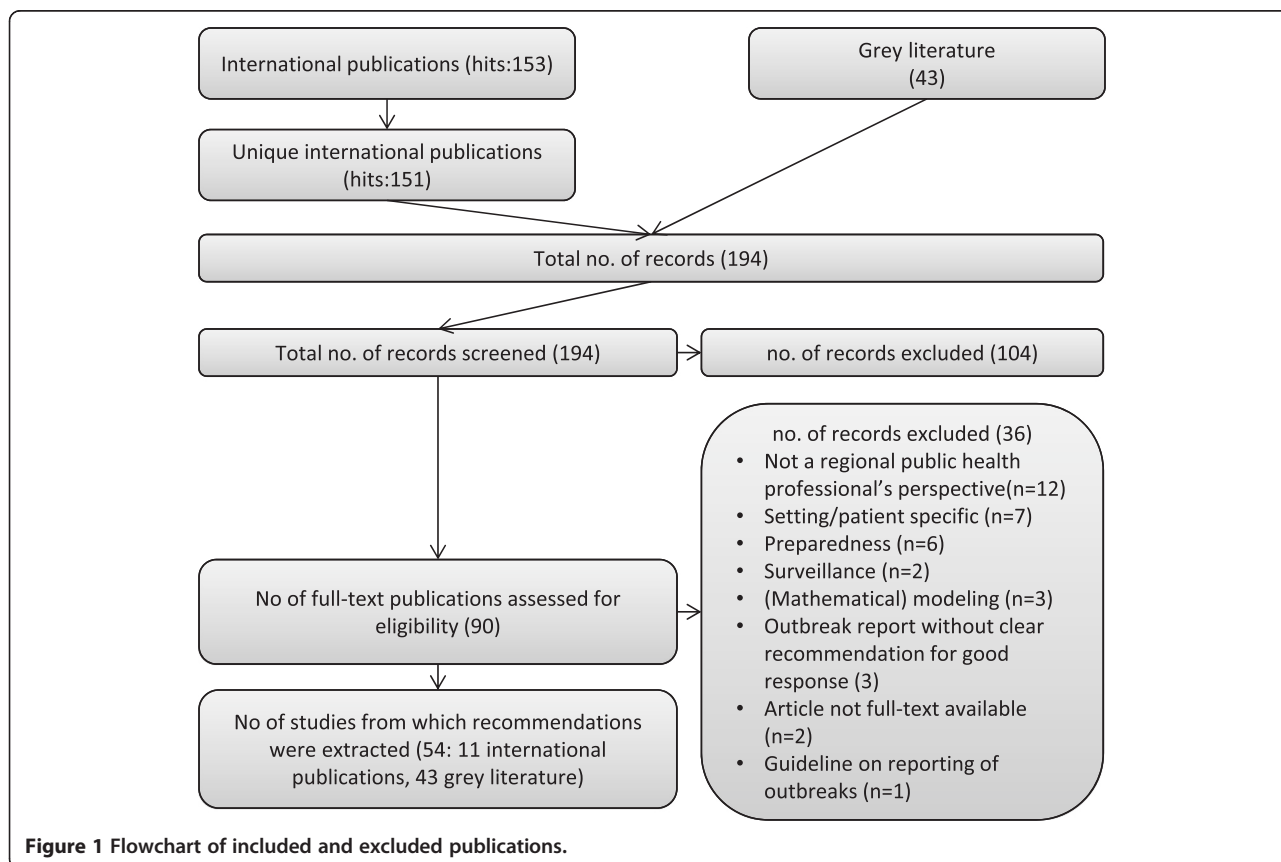 International publications (hits:153)
Grey literature
(43)
Unique international publications
(hits:151)
Total no. of records (194)
Total no. of records screened (194)
no. of records excluded (104)
no. of records excluded (36)
• Not a regional public health
professional’s perspective(n=12)
• Setting/patient specific (n=7)
• Preparedness (n=6)
• Surveillance (n=2)
• (Mathematical) modeling (n=3)
• Outbreak report without clear
recommendation for good
response (3)
• Article not full-text available
(n=2)
• Guideline on reporting of
outbreaks (n=1)
No of full-text publications assessed for
eligibility (90)
No of studies from which recommendations
were extracted (54: 11 international
publications, 43 grey literature)
Figure 1 Flowchart of included and excluded publications.